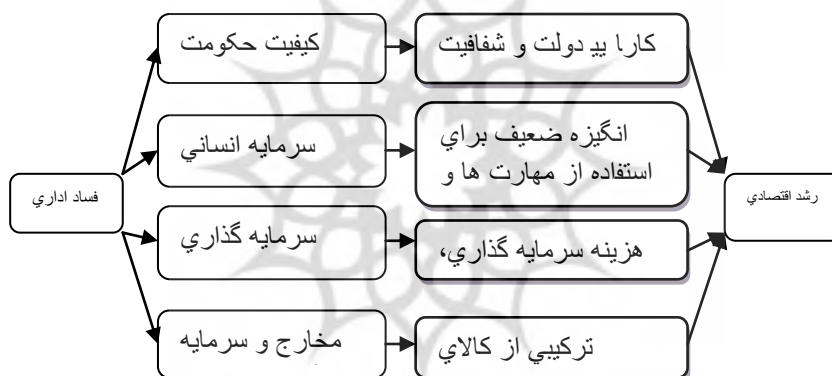 کیفیت حکومت
کارا یید دولت و شفافیت
سرمایه انساني
انگیزه ضعیف براي
استفاده از مهارت ها و
فساد اداري
رشد اقتصادي
سرمایه گذاري
هزینه سرمایه گذاري،
مخارج و سرمایه
ترکیبي از کالاي